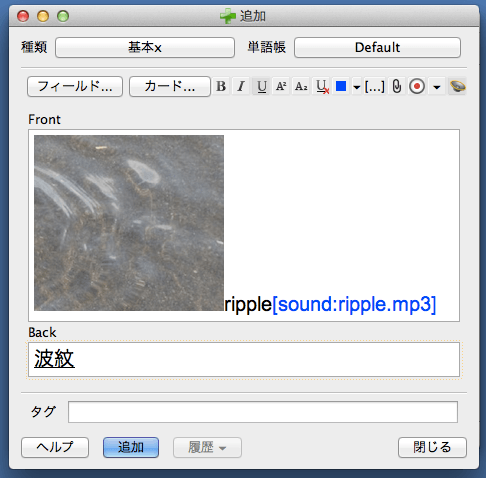 追加
種類 基本x 単語帳 Default
フィールド... カード... B I U A² A₂ U [...]
Front
ripple[sound:ripple.mp3]
Back
波紋
タグ
ヘルプ 追加 履歴 閉じる